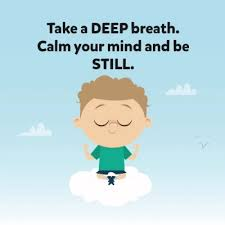 Take a DEEP breath.
Calm your mind and be
STILL.